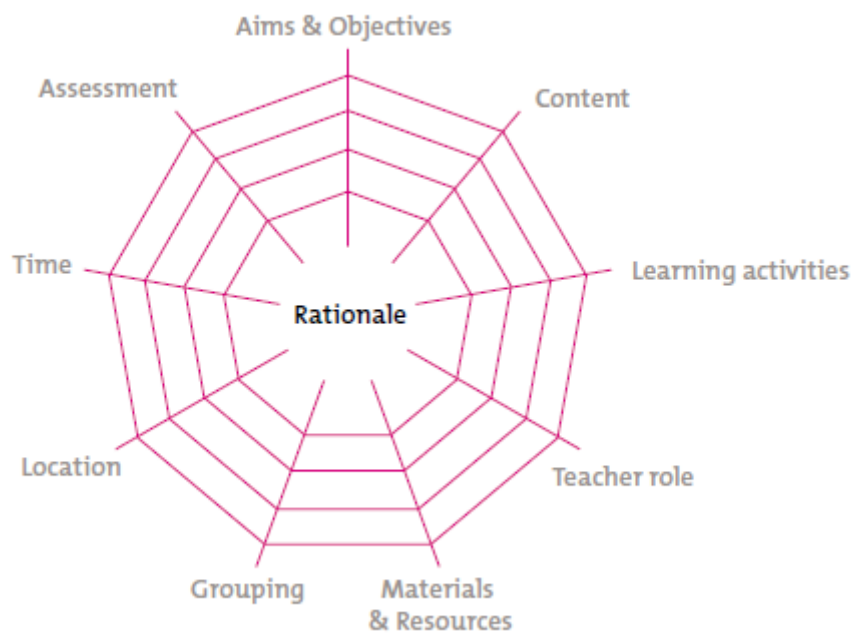 Aims & Objectives
Assessment
Content
Time
Learning activities
Rationale
Location
Teacher role
Grouping
Materials
& Resources